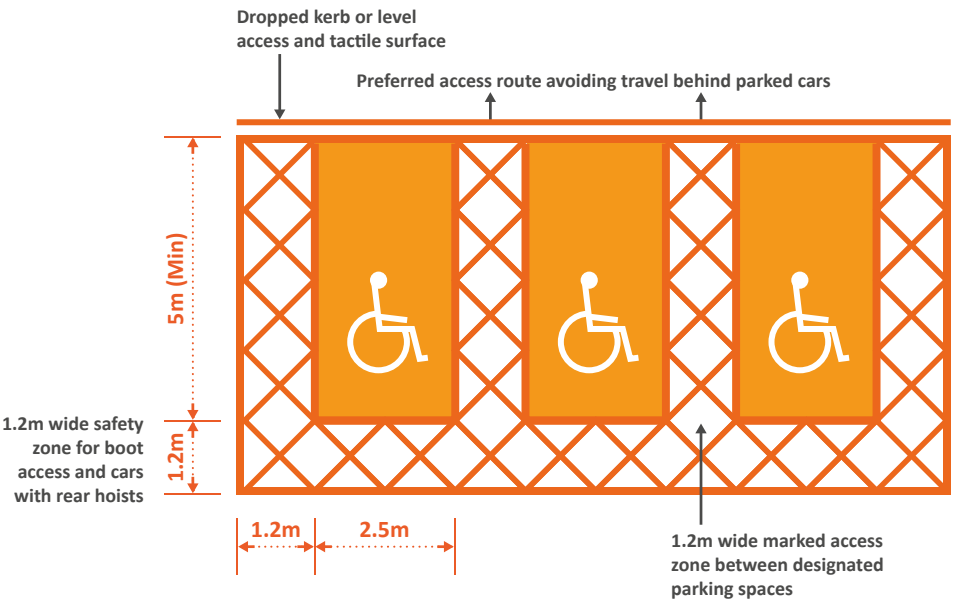 Dropped kerb or level
access and tactile surface
Preferred access route avoiding travel behind parked cars
5m (Min)
1.2m wide safety
zone for boot
access and cars
with rear hoists
1.2m
1.2m
2.5m
1.2m wide marked access
zone between designated
parking spaces